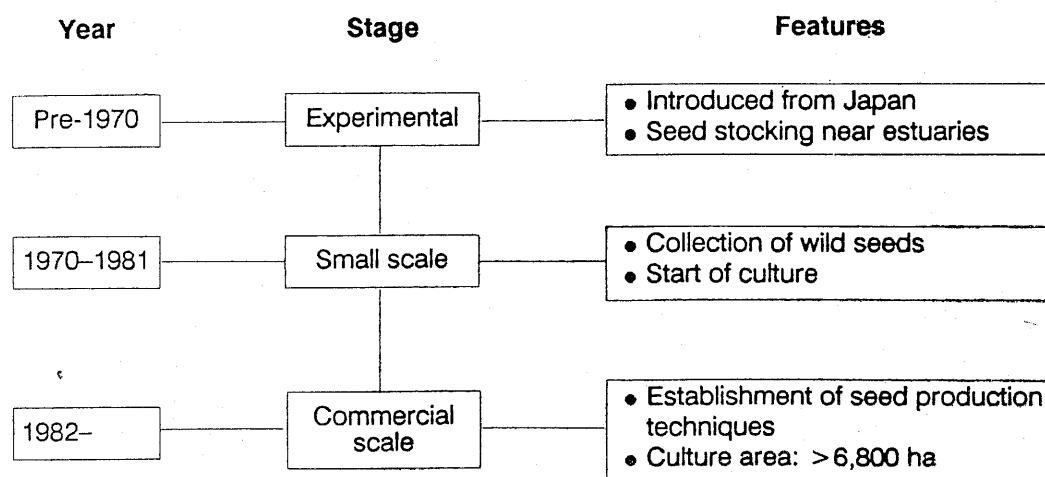 Year Stage Features
Pre-1970 Experimental • Introduced from Japan
• Seed stocking near estuaries
1970–1981 Small scale • Collection of wild seeds
• Start of culture
1982– Commercial scale • Establishment of seed production
techniques
• Culture area: >6,800 ha